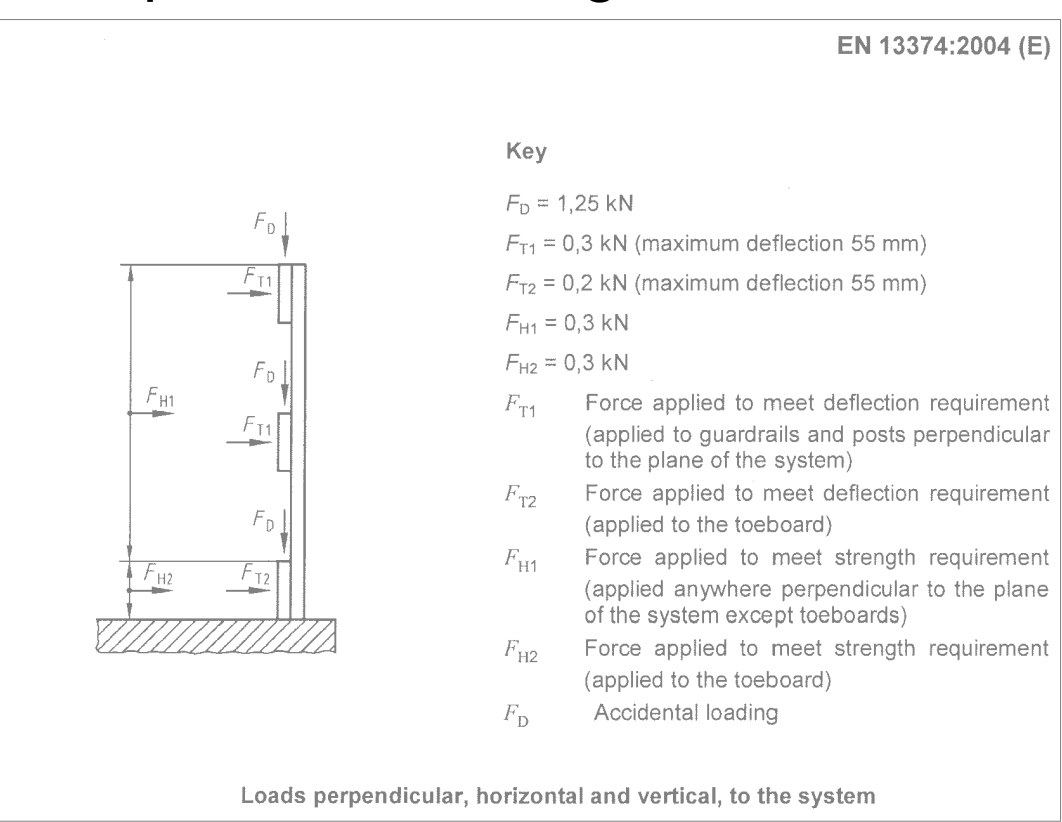 EN 13374:2004 (E)
Key
F_D = 1,25 kN
F_T1 = 0,3 kN (maximum deflection 55 mm)
F_T2 = 0,2 kN (maximum deflection 55 mm)
F_H1 = 0,3 kN
F_H2 = 0,3 kN
F_T1 Force applied to meet deflection requirement
(applied to guardrails and posts perpendicular
to the plane of the system)
F_T2 Force applied to meet deflection requirement
(applied to the toeboard)
F_H1 Force applied to meet strength requirement
(applied anywhere perpendicular to the plane
of the system except toeboards)
F_H2 Force applied to meet strength requirement
(applied to the toeboard)
F_D Accidental loading
F_D
F_T1
F_D
F_H1
F_T1
F_D
F_H2 F_T2
Loads perpendicular, horizontal and vertical, to the system